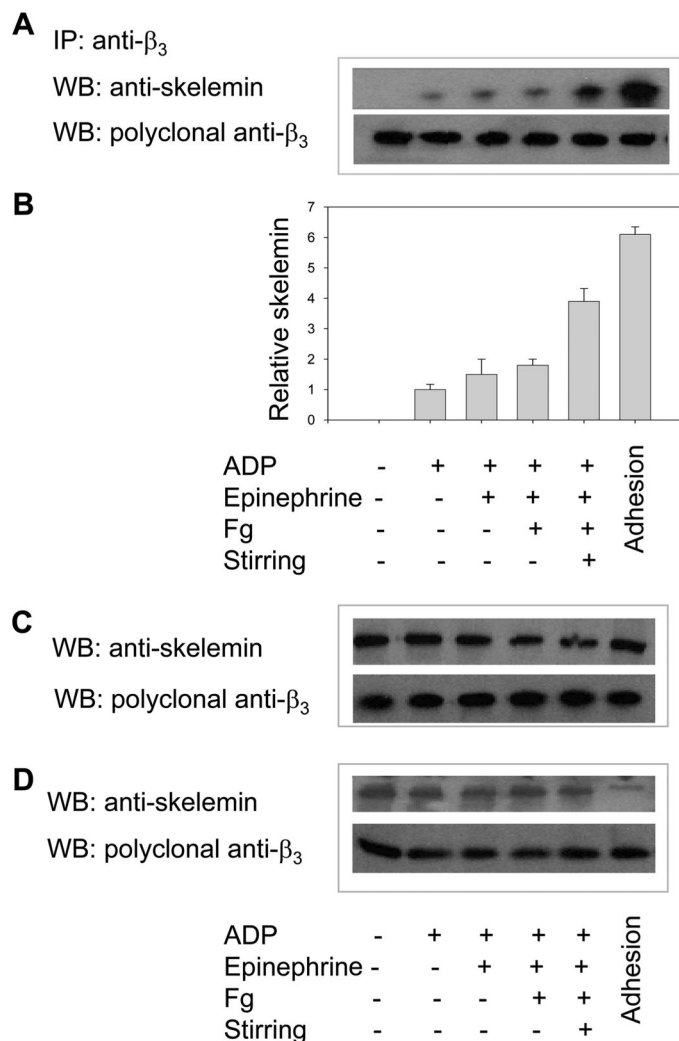 A
IP: anti-β₃
WB: anti-skelemin
WB: polyclonal anti-β₃
B
Relative skelemin
7
6
5
4
3
2
1
0
ADP - + + + +
Epinephrine - - + + +
Fg - - - + +
Stirring - - - - +
Adhesion
C
WB: anti-skelemin
WB: polyclonal anti-β₃
D
WB: anti-skelemin
WB: polyclonal anti-β₃
ADP - + + + +
Epinephrine - - + + +
Fg - - - + +
Stirring - - - - +
Adhesion